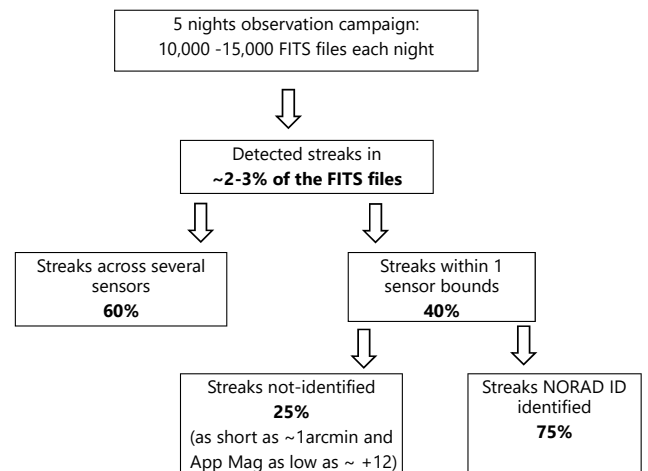 5 nights observation campaign:
10,000 -15,000 FITS files each night
Detected streaks in
~2-3% of the FITS files
Streaks across several
sensors
60%
Streaks within 1
sensor bounds
40%
Streaks not-identified
25%
(as short as ~1arcmin and
App Mag as low as ~ +12)
Streaks NORAD ID
identified
75%